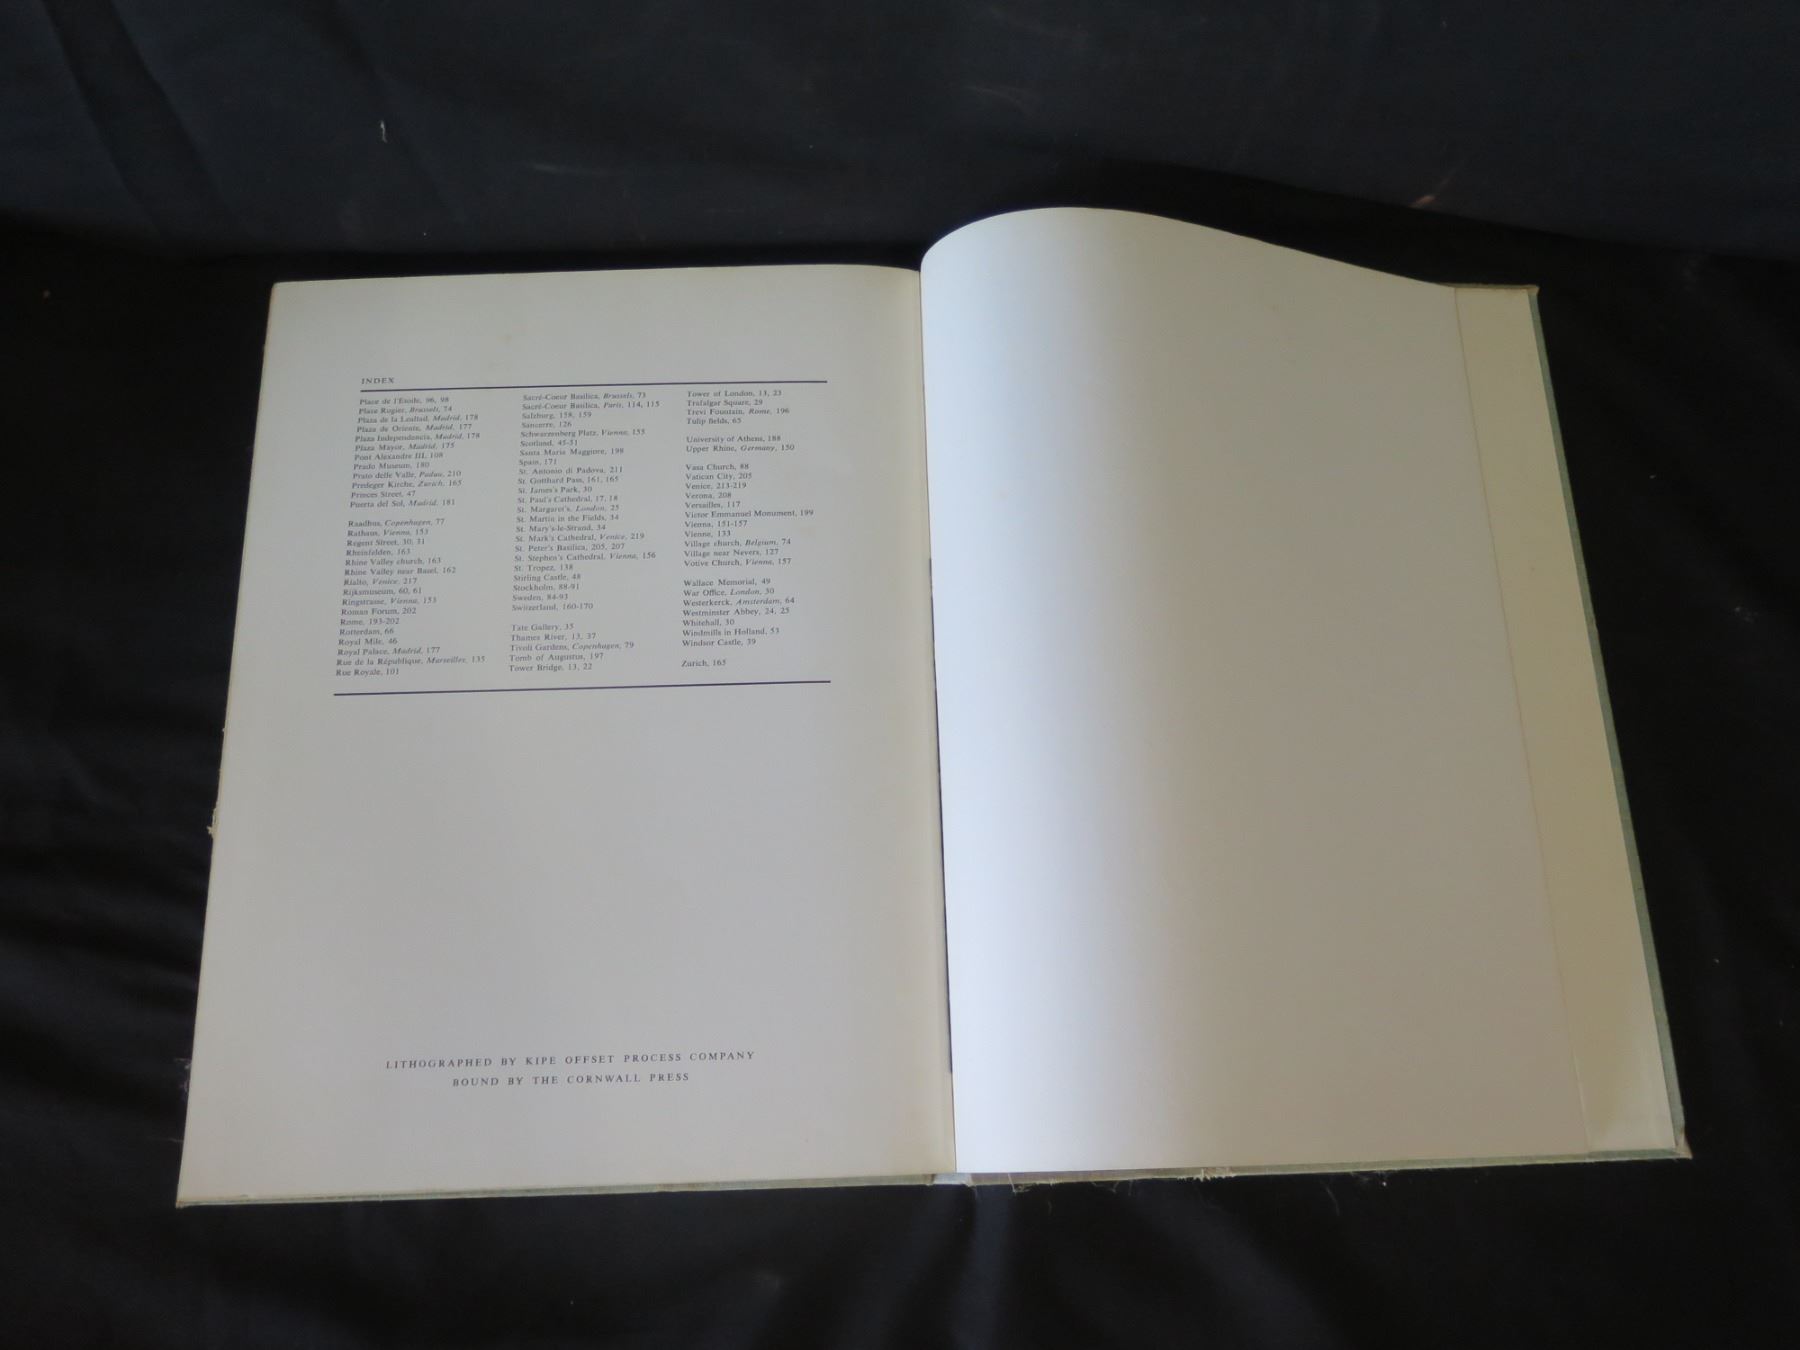 INDEX
Place de l'Etoile, 96, 98
Place Rogier, Brussels, 74
Plaza de la Lealtad, Madrid, 178
Plaza de Oriente, Madrid, 177
Plaza Independencia, Madrid, 178
Plaza Mayor, Madrid, 175
Pont Alexandre III, 108
Prado Museum, 180
Prato delle Valle, Padua, 210
Predeger Kirche, Zurich, 165
Princes Street, 47
Puerta del Sol, Madrid, 181
Raadhus, Copenhagen, 77
Rathaus, Vienna, 153
Regent Street, 30, 31
Rheinfelden, 163
Rhine Valley church, 163
Rhine Valley near Basel, 162
Rialto, Venice, 217
Rijksmuseum, 60, 61
Ringstrasse, Vienna, 153
Roman Forum, 202
Rome, 193-202
Rotterdam, 66
Royal Mile, 46
Royal Palace, Madrid, 177
Rue de la République, Marseilles, 135
Rue Royale, 101
Sacré-Coeur Basilica, Brussels, 73
Sacré-Coeur Basilica, Paris, 114, 115
Salzburg, 158, 159
Sancerre, 126
Schwarzenberg Platz, Vienna, 155
Scotland, 45-51
Santa Maria Maggiore, 198
Spain, 171
St. Antonio di Padova, 211
St. Gotthard Pass, 161, 165
St. James's Park, 30
St. Paul's Cathedral, 17, 18
St. Margaret's, London, 25
St. Martin in the Fields, 34
St. Mary's-le-Strand, 34
St. Mark's Cathedral, Venice, 219
St. Peter's Basilica, 205, 207
St. Stephen's Cathedral, Vienna, 156
St. Tropez, 138
Stirling Castle, 48
Stockholm, 88-91
Sweden, 84-93
Switzerland, 160-170
Tate Gallery, 35
Thames River, 13, 37
Tivoli Gardens, Copenhagen, 79
Tomb of Augustus, 197
Tower Bridge, 13, 22
Tower of London, 13, 23
Trafalgar Square, 29
Trevi Fountain, Rome, 196
Tulip fields, 65
University of Athens, 188
Upper Rhine, Germany, 150
Vasa Church, 88
Vatican City, 205
Venice, 213-219
Verona, 208
Versailles, 117
Victor Emmanuel Monument, 199
Vienna, 151-157
Vienne, 133
Village church, Belgium, 74
Village near Nevers, 127
Votive Church, Vienna, 157
Wallace Memorial, 49
War Office, London, 30
Westerkerck, Amsterdam, 64
Westminster Abbey, 24, 25
Whitehall, 30
Windmills in Holland, 53
Windsor Castle, 39
Zurich, 165
LITHOGRAPHED BY KIPE OFFSET PROCESS COMPANY
BOUND BY THE CORNWALL PRESS